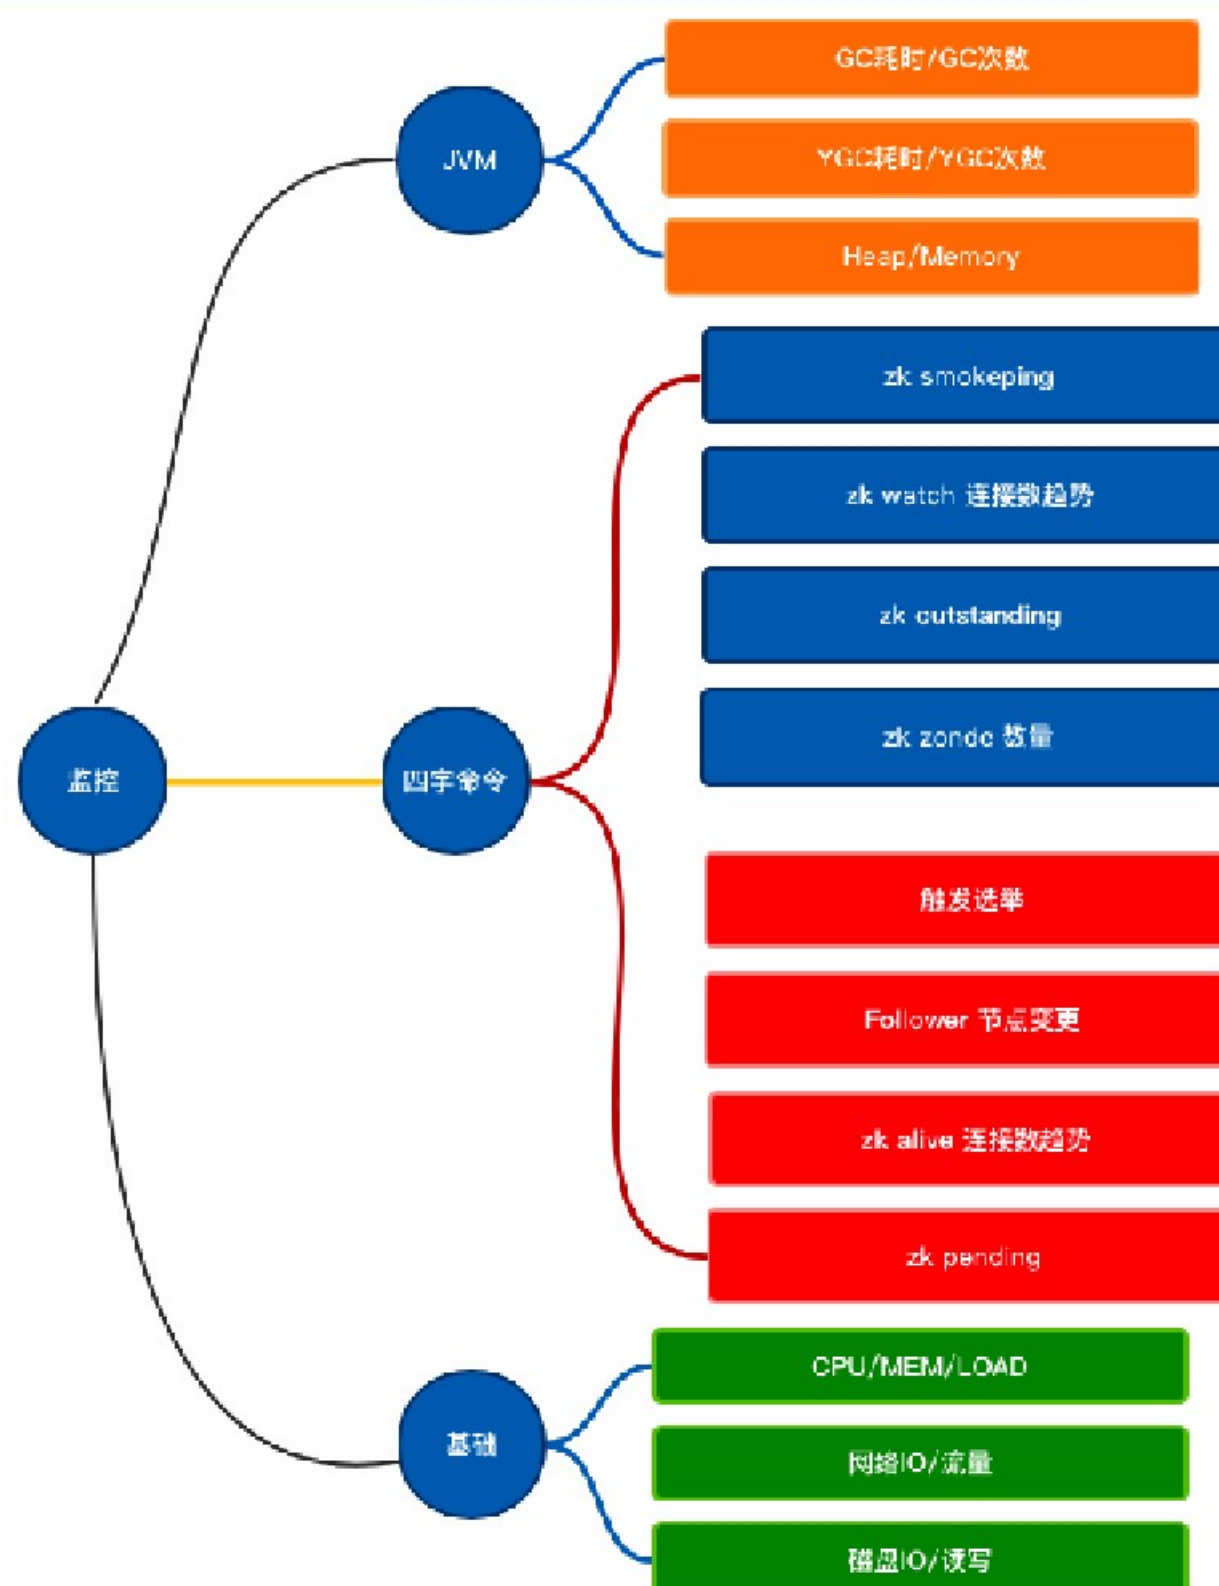 GC耗时/GC次数
JVM
YGC耗时/YGC次数
Heap/Memory
zk smokeping
zk watch 连接数趋势
zk outstanding
zk zondc 数量
监控
四字命令
触发选举
Follower 节点变更
zk alive 连接数趋势
zk pending
CPU/MEM/LOAD
基础
网络IO/流量
磁盘IO/读写